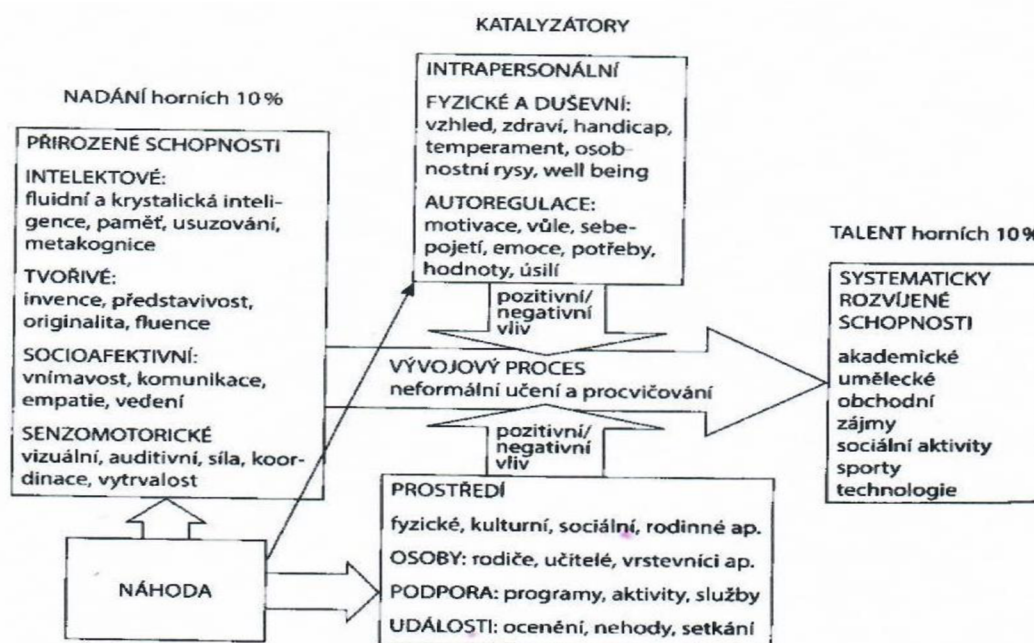 KATALYZÁTORY
NADÁNÍ horních 10%
PŘIROZENÉ SCHOPNOSTI
INTELEKTOVÉ:
fluidní a krystalická inteli-
gence, paměť, usuzování,
metakognice
TVOŘIVÉ:
invence, představivost,
originalita, fluence
SOCIOAFEKTIVNÍ:
vnímavost, komunikace,
empatie, vedení
SENZOMOTORICKÉ
vizuální, auditivní, síla, koor-
dinace, vytrvalost
NÁHODA
INTRAPERSONÁLNÍ
FYZICKÉ A DUŠEVNÍ:
vzhled, zdraví, handicap,
temperament, osob-
nostní rysy, well being
AUTOREGULACE:
motivace, vůle, sebe-
pojetí, emoce, potřeby,
hodnoty, úsilí
pozitivní/
negativní
vliv
VÝVOJOVÝ PROCES
neformální učení a procvičování
pozitivní/
negativní
vliv
PROSTŘEDÍ
fyzické, kulturní, sociální, rodinné ap.
OSOBY: rodiče, učitelé, vrstevníci ap.
PODPORA: programy, aktivity, služby
UDÁLOSTI: ocenění, nehody, setkání
TALENT horních 10%
SYSTEMATICKY
ROZVÍJENÉ
SCHOPNOSTI
akademické
umělecké
obchodní
zájmy
sociální aktivity
sporty
technologie